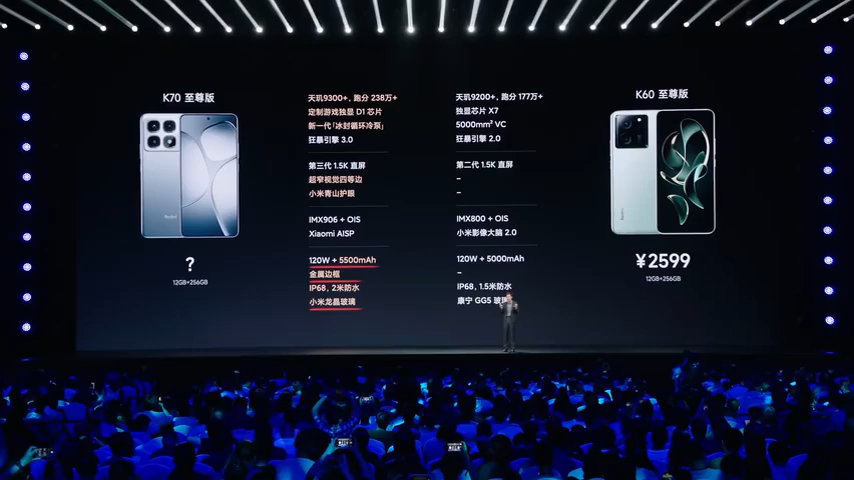 K70 至尊版
?
12GB+256GB
天玑9300+, 跑分 238万+
定制游戏独显 D1 芯片
新一代「冰封循环冷泵」
狂暴引擎 3.0
第三代 1.5K 直屏
超窄视觉四等边
小米青山护眼
IMX906 + OIS
Xiaomi AISP
120W + 5500mAh
金属边框
IP68, 2米防水
小米龙晶玻璃
天玑9200+, 跑分 177万+
独显芯片 X7
5000mm² VC
狂暴引擎 2.0
第二代 1.5K 直屏
–
–
IMX800 + OIS
小米影像大脑 2.0
120W + 5000mAh
–
IP68, 1.5米防水
康宁 GG5 玻璃
K60 至尊版
¥2599
12GB+256GB
Redmi